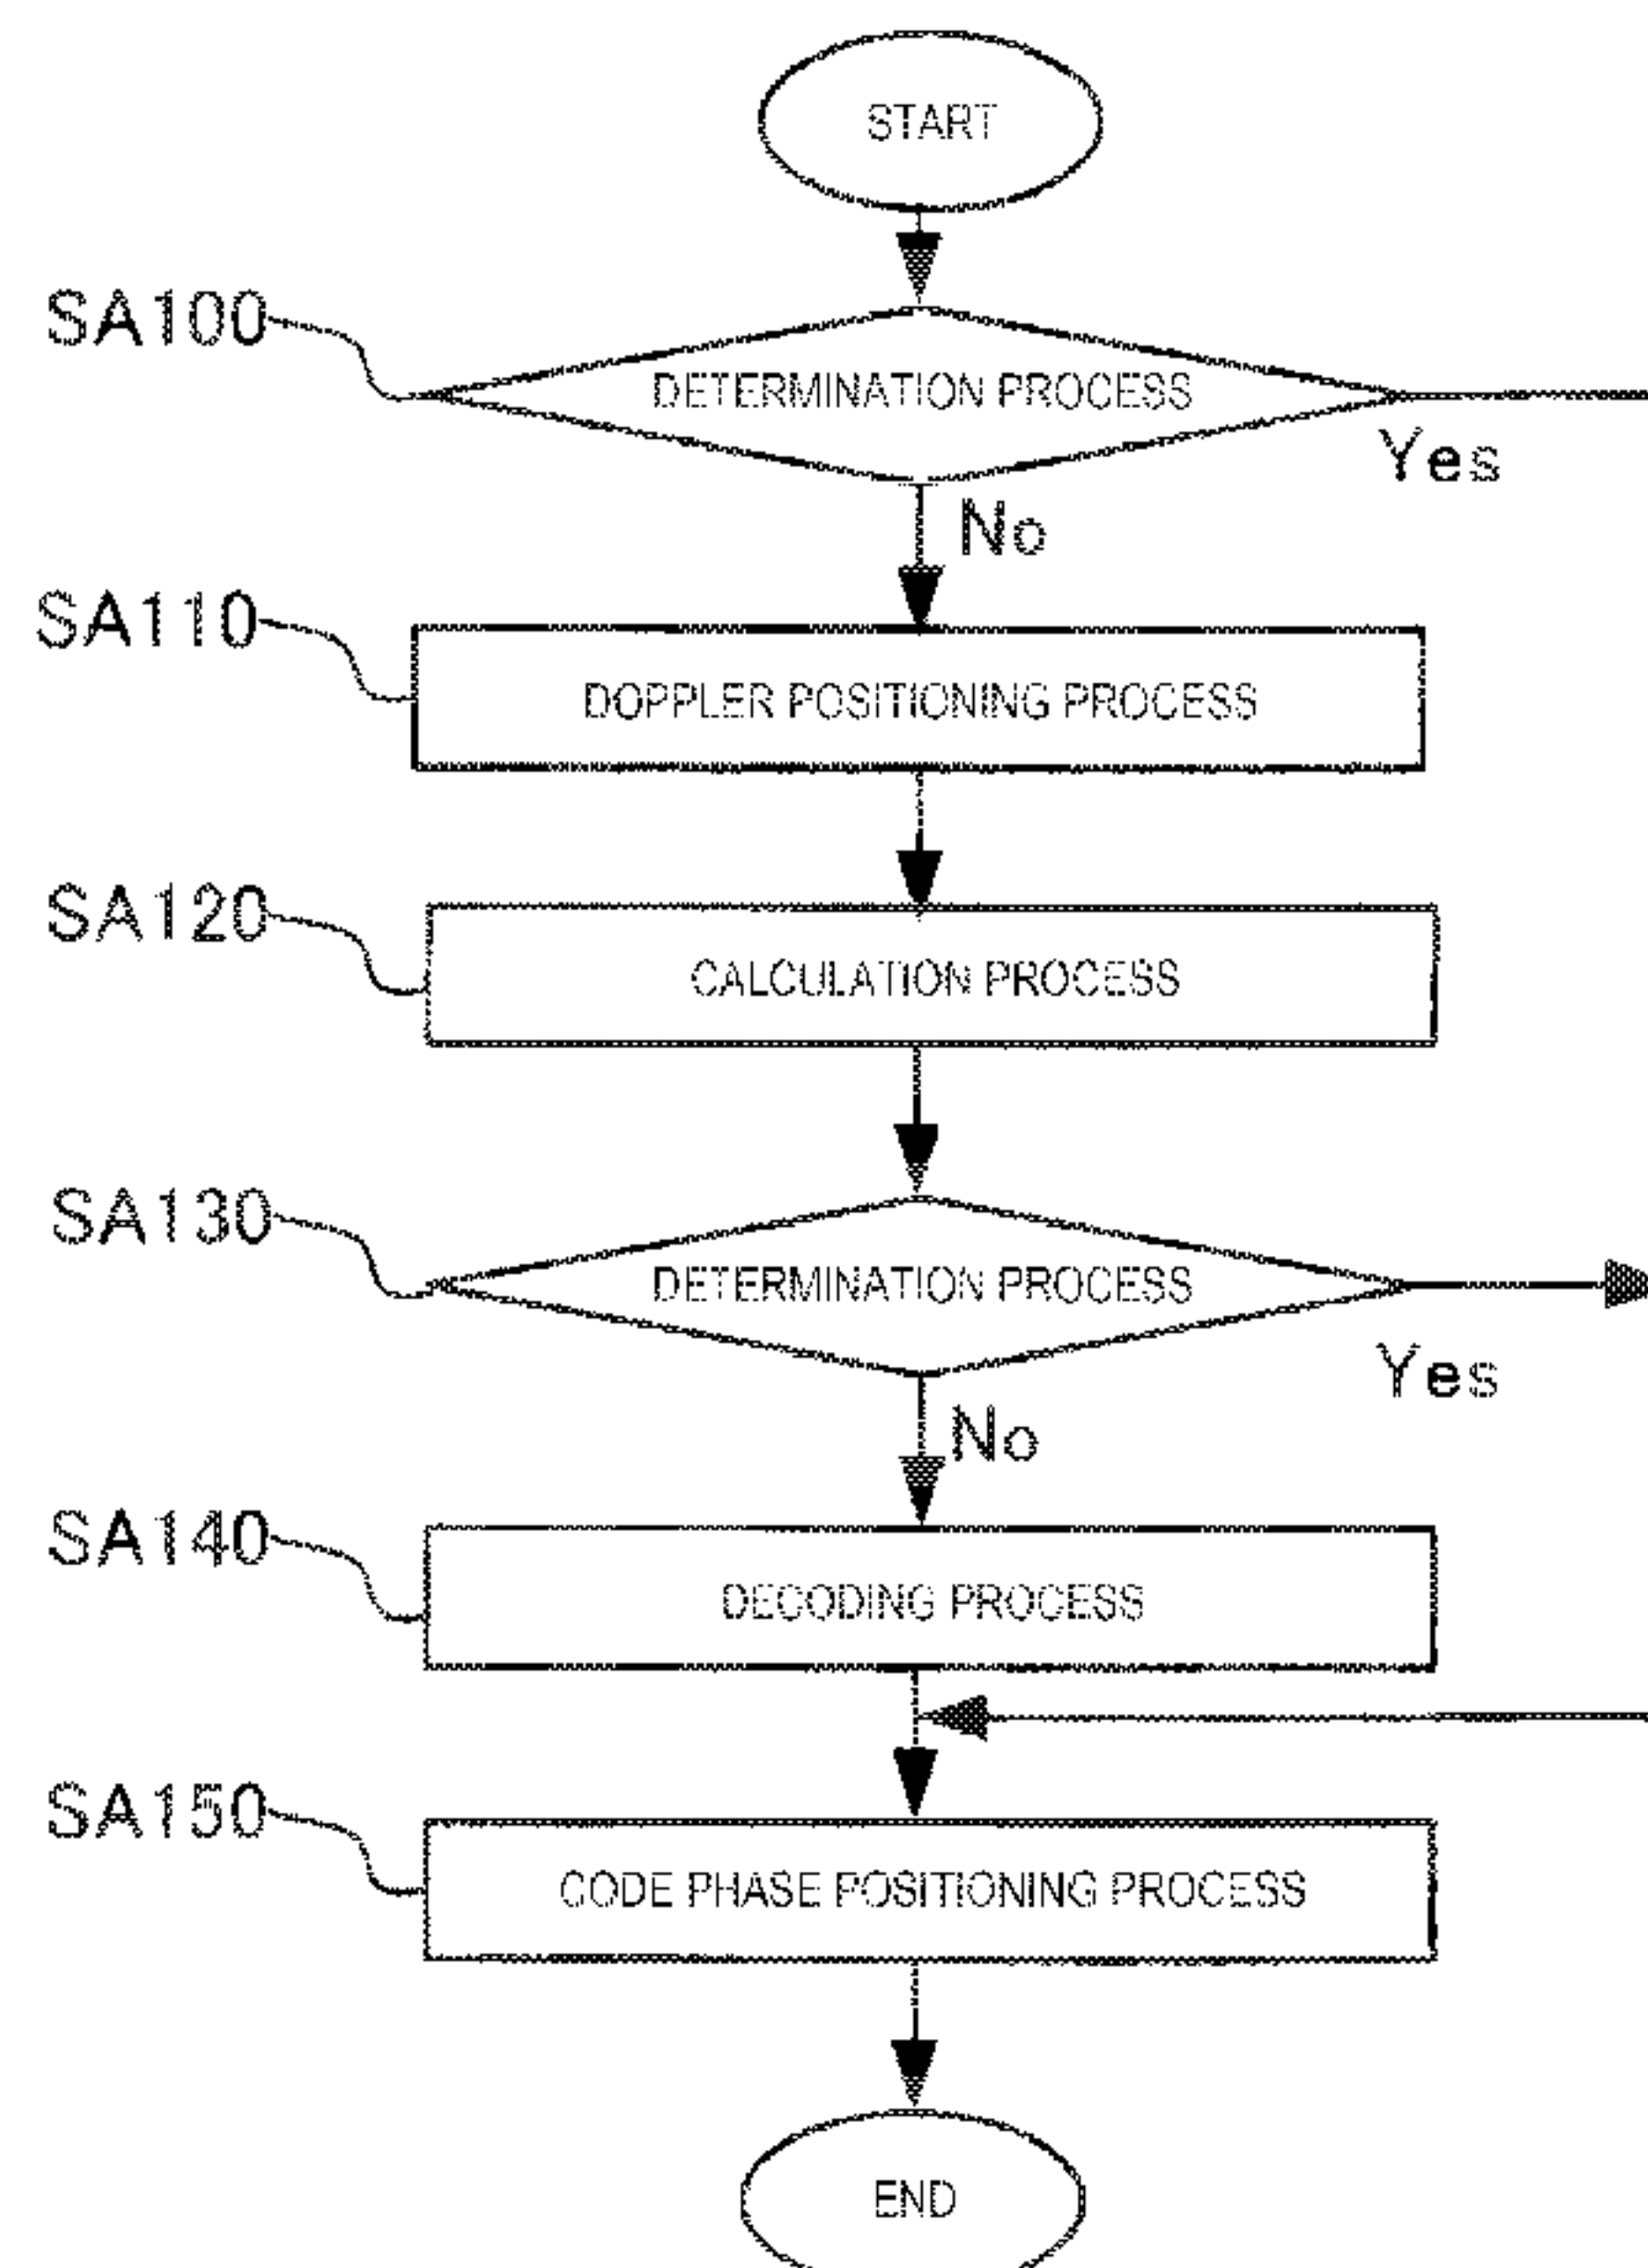 START
SA100
DETERMINATION PROCESS
Yes
No
SA110
DOPPLER POSITIONING PROCESS
SA120
CALCULATION PROCESS
SA130
DETERMINATION PROCESS
Yes
No
SA140
DECODING PROCESS
SA150
CODE PHASE POSITIONING PROCESS
END